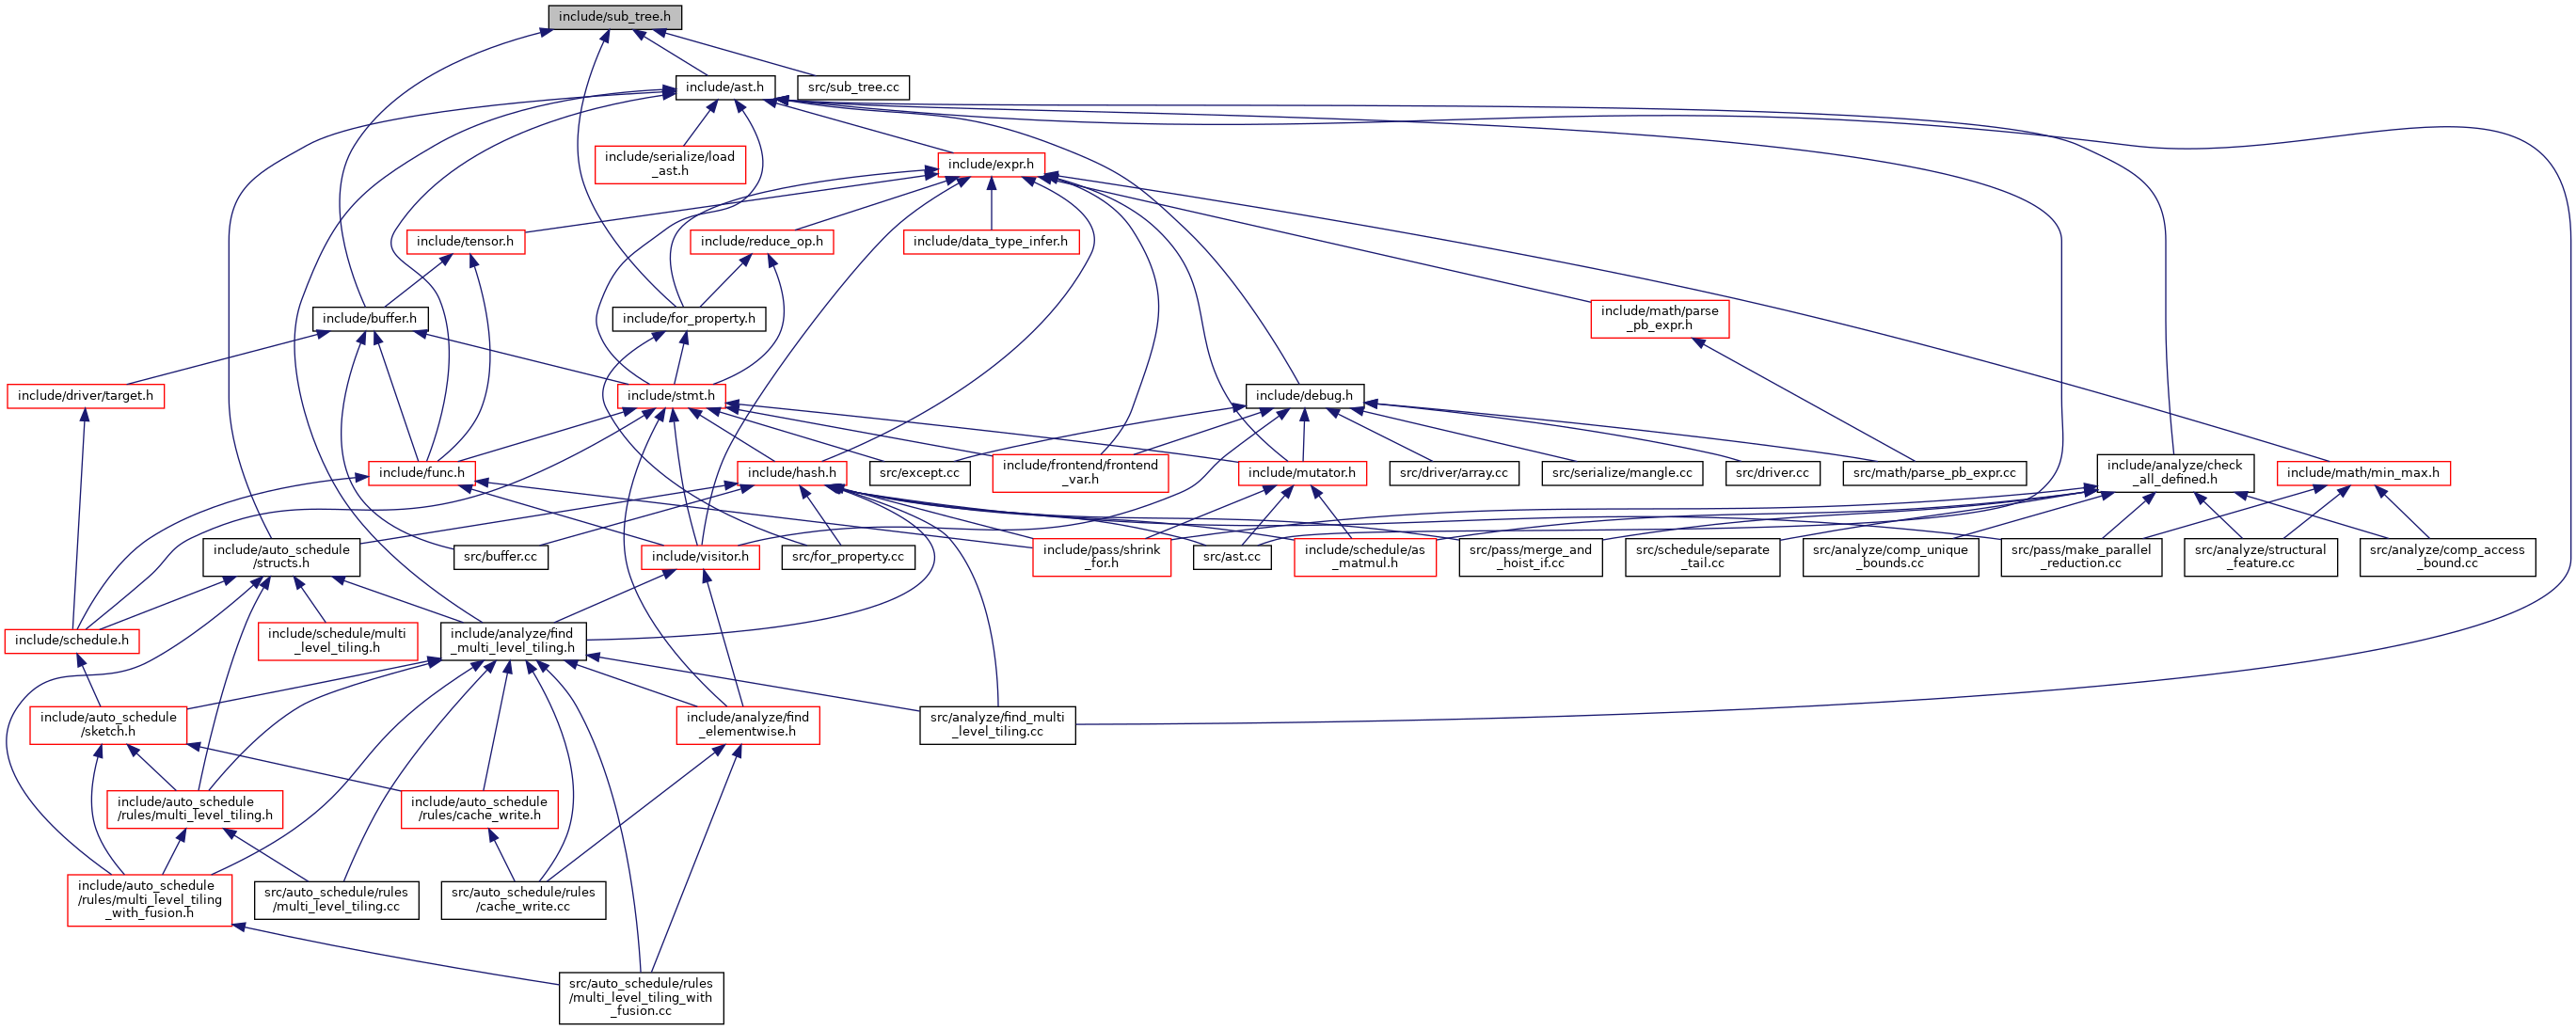 include/sub_tree.h
include/ast.h
src/sub_tree.cc
include/serialize/load
_ast.h
include/expr.h
include/tensor.h
include/reduce_op.h
include/data_type_infer.h
include/buffer.h
include/for_property.h
include/math/parse
_pb_expr.h
include/driver/target.h
include/stmt.h
include/debug.h
include/func.h
include/hash.h
src/except.cc
include/frontend/frontend
_var.h
include/mutator.h
src/driver/array.cc
src/serialize/mangle.cc
src/driver.cc
src/math/parse_pb_expr.cc
include/analyze/check
_all_defined.h
include/math/min_max.h
include/auto_schedule
/structs.h
src/buffer.cc
include/visitor.h
src/for_property.cc
include/pass/shrink
_for.h
src/ast.cc
include/schedule/as
_matmul.h
src/pass/merge_and
_hoist_if.cc
src/schedule/separate
_tail.cc
src/analyze/comp_unique
_bounds.cc
src/pass/make_parallel
_reduction.cc
src/analyze/structural
_feature.cc
src/analyze/comp_access
_bound.cc
include/schedule.h
include/schedule/multi
_level_tiling.h
include/analyze/find
_multi_level_tiling.h
include/auto_schedule
/sketch.h
include/analyze/find
_elementwise.h
src/analyze/find_multi
_level_tiling.cc
include/auto_schedule
/rules/multi_level_tiling.h
include/auto_schedule
/rules/cache_write.h
include/auto_schedule
/rules/multi_level_tiling
_with_fusion.h
src/auto_schedule/rules
/multi_level_tiling.cc
src/auto_schedule/rules
/cache_write.cc
src/auto_schedule/rules
/multi_level_tiling_with
_fusion.cc